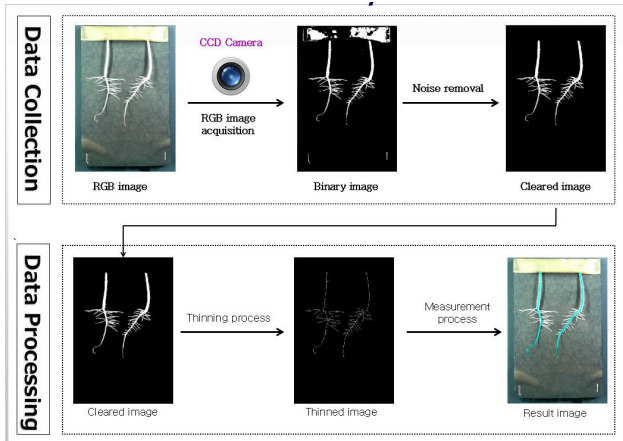 Data Collection
CCD Camera
RGB image
acquisition
Noise removal
RGB image
Binary image
Cleared image
Data Processing
Thinning process
Measurement
process
Cleared image
Thinned image
Result image